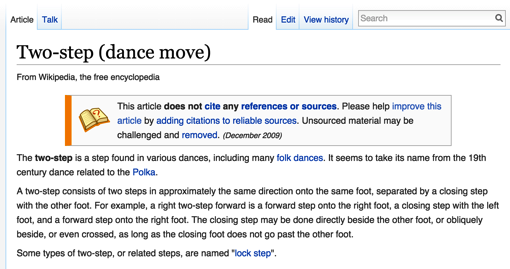 Article Talk Read Edit View history Search
Two-step (dance move)
From Wikipedia, the free encyclopedia
This article does not cite any references or sources. Please help improve this
article by adding citations to reliable sources. Unsourced material may be
challenged and removed. (December 2009)
The two-step is a step found in various dances, including many folk dances. It seems to take its name from the 19th
century dance related to the Polka.
A two-step consists of two steps in approximately the same direction onto the same foot, separated by a closing step
with the other foot. For example, a right two-step forward is a forward step onto the right foot, a closing step with the left
foot, and a forward step onto the right foot. The closing step may be done directly beside the other foot, or obliquely
beside, or even crossed, as long as the closing foot does not go past the other foot.
Some types of two-step, or related steps, are named "lock step".